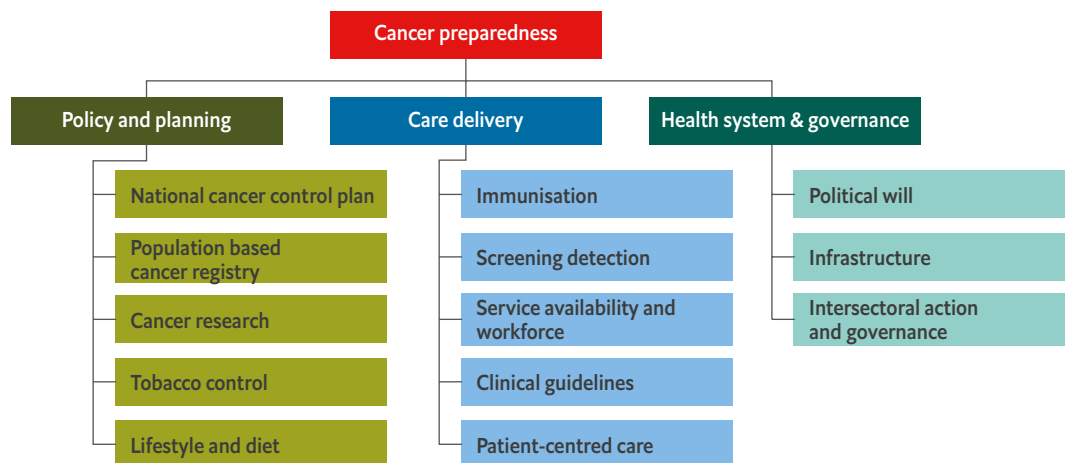 Cancer preparedness
Policy and planning
National cancer control plan
Population based
cancer registry
Cancer research
Tobacco control
Lifestyle and diet
Care delivery
Immunisation
Screening detection
Service availability and
workforce
Clinical guidelines
Patient-centred care
Health system & governance
Political will
Infrastructure
Intersectoral action
and governance